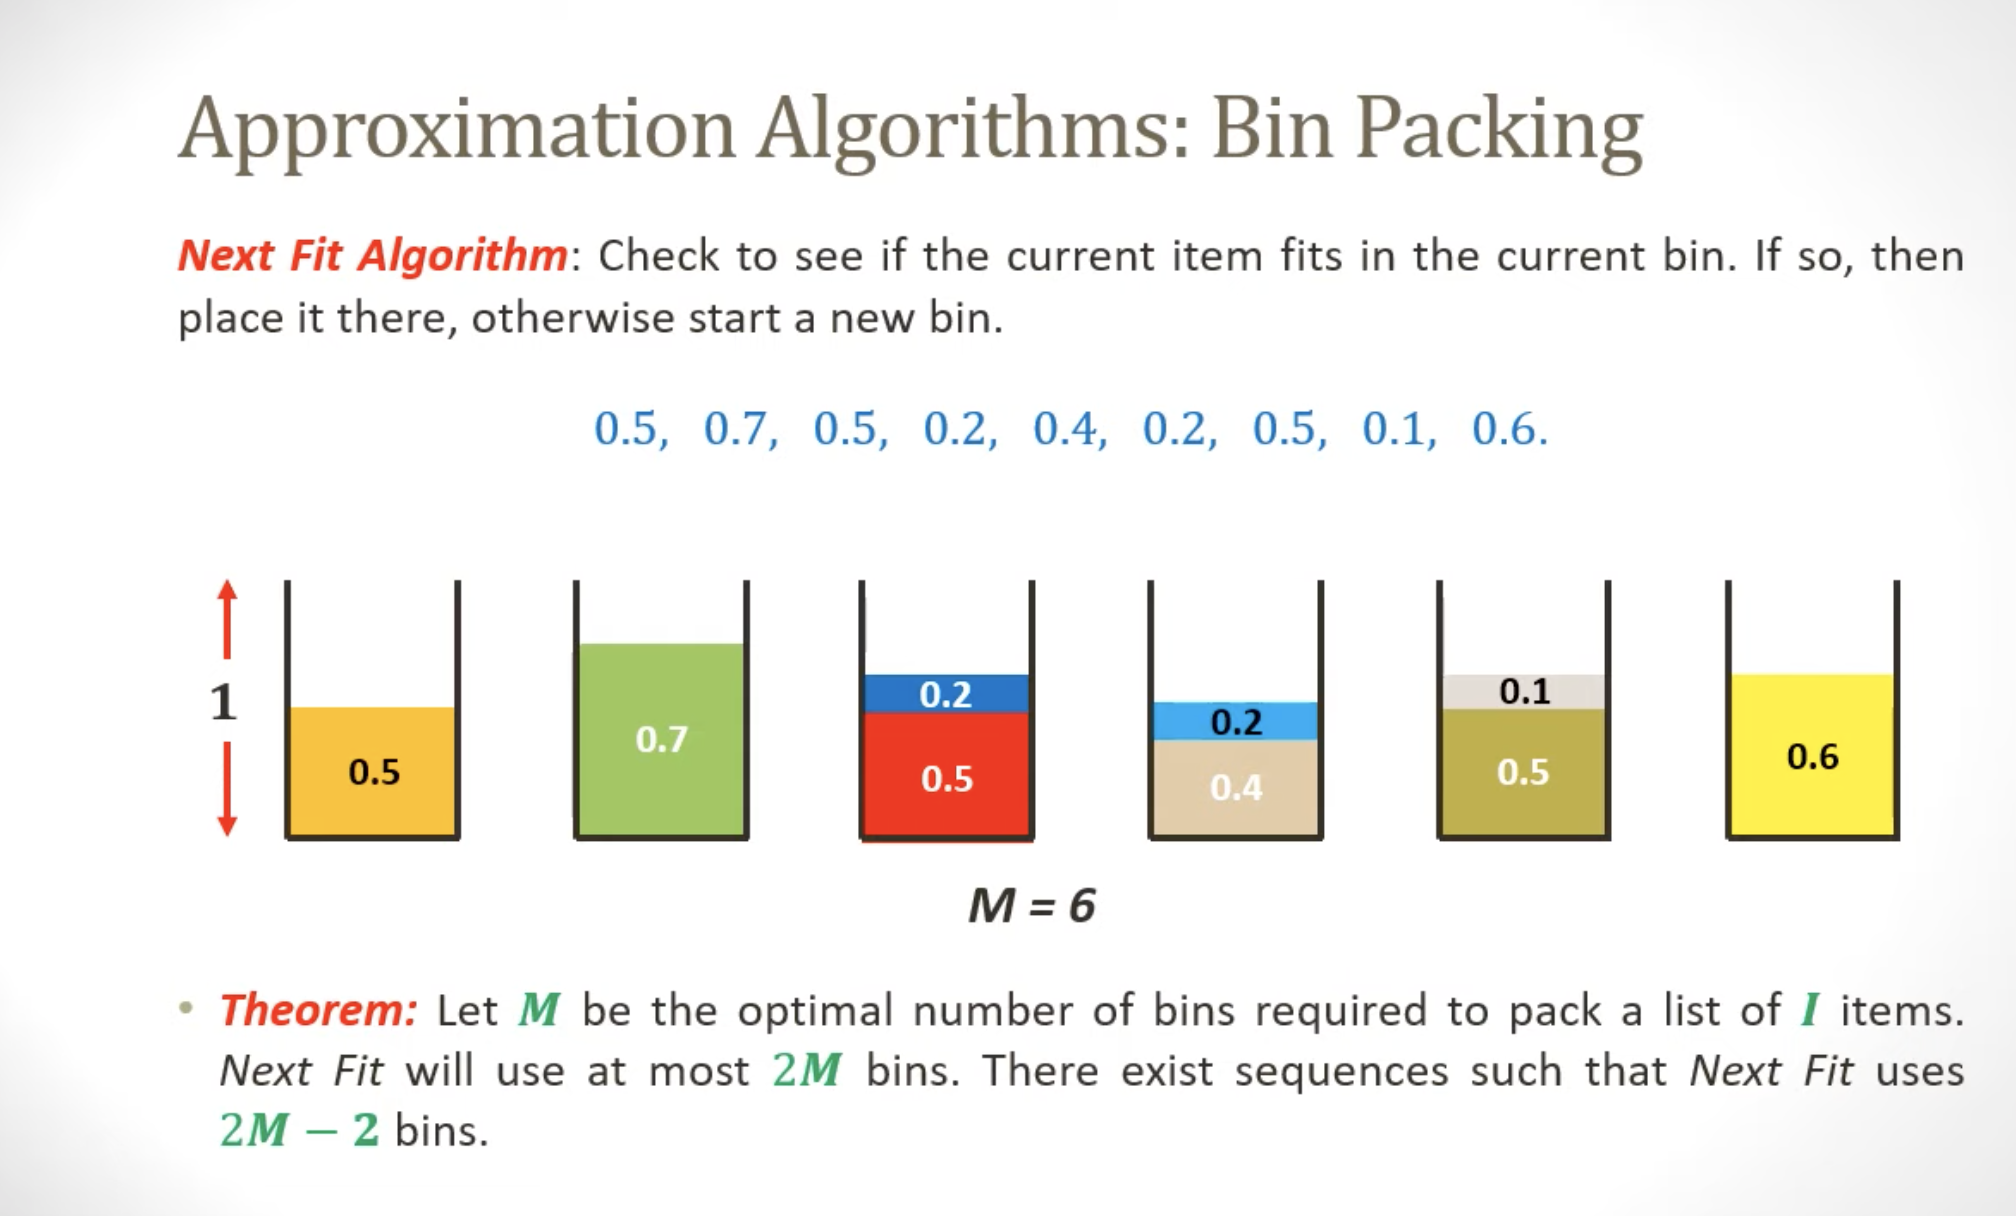 Approximation Algorithms: Bin Packing
Next Fit Algorithm: Check to see if the current item fits in the current bin. If so, then
place it there, otherwise start a new bin.
0.5, 0.7, 0.5, 0.2, 0.4, 0.2, 0.5, 0.1, 0.6.
1
0.5
0.7
0.2
0.5
0.2
0.4
0.1
0.5
0.6
M = 6
• Theorem: Let M be the optimal number of bins required to pack a list of I items.
Next Fit will use at most 2M bins. There exist sequences such that Next Fit uses
2M − 2 bins.